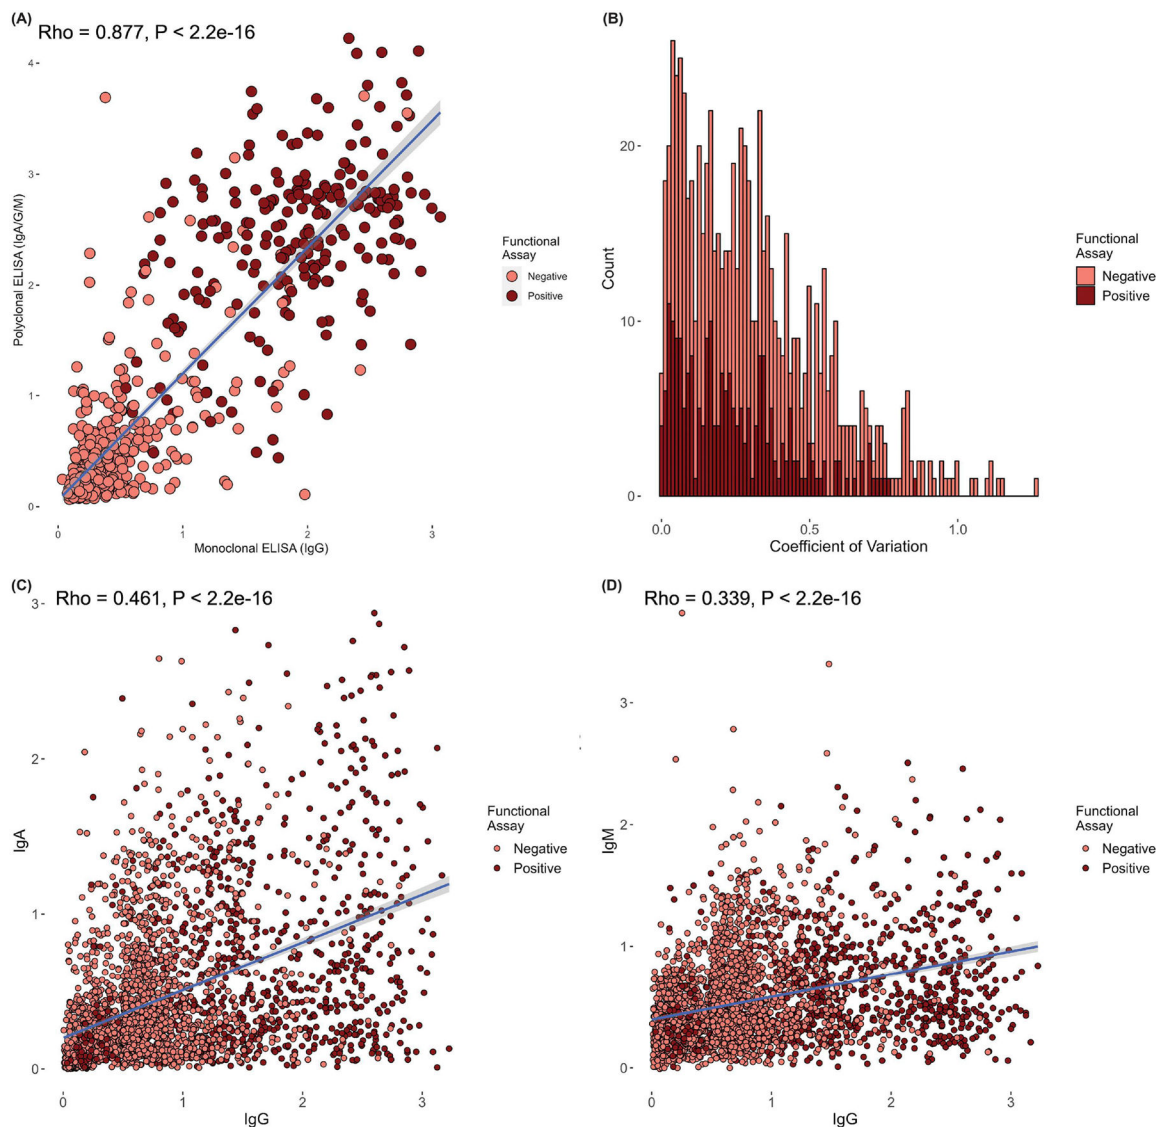 (A)
Rho = 0.877, P < 2.2e-16
4
3
2
1
0
Polyclonal ELISA (IgA/G/M)
0 1 2 3
Monoclonal ELISA (IgG)
Functional
Assay
Negative
Positive
(B)
20
10
0
Count
0.0 0.5 1.0
Coefficient of Variation
Functional
Assay
Negative
Positive
(C)
Rho = 0.461, P < 2.2e-16
3
2
1
0
IgA
0 1 2 3
IgG
Functional
Assay
Negative
Positive
(D)
Rho = 0.339, P < 2.2e-16
3
2
1
0
IgM
0 1 2 3
IgG
Functional
Assay
Negative
Positive